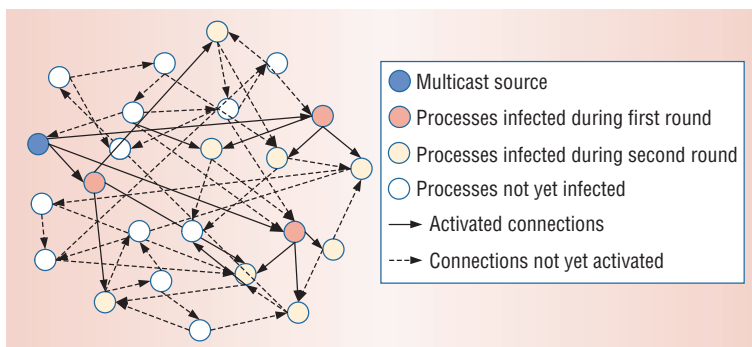 Multicast source
Processes infected during first round
Processes infected during second round
Processes not yet infected
Activated connections
Connections not yet activated